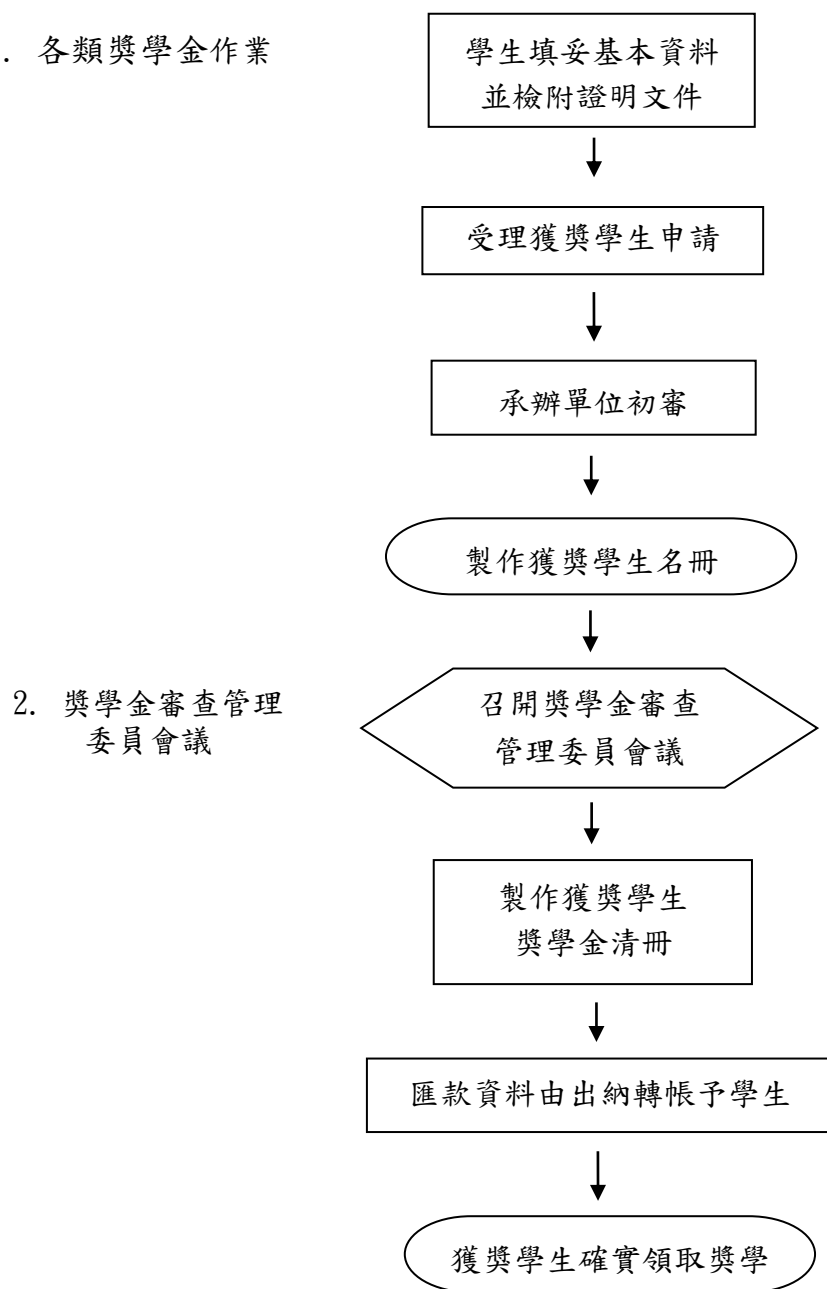 . 各類獎學金作業
學生填妥基本資料
並檢附證明文件
受理獲獎學生申請
承辦單位初審
製作獲獎學生名冊
2. 獎學金審查管理
委員會議
召開獎學金審查
管理委員會議
製作獲獎學生
獎學金清冊
匯款資料由出納轉帳予學生
獲獎學生確實領取獎學